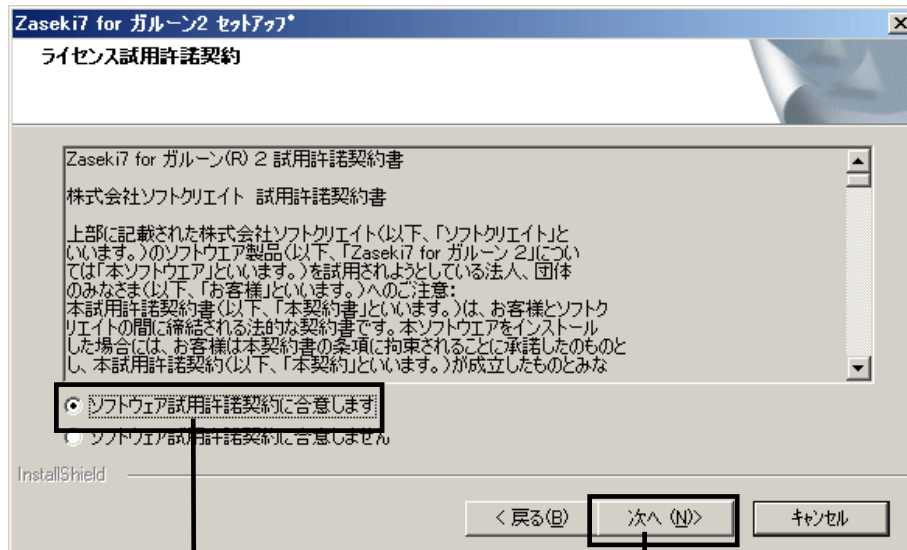 Zaseki7 for ガルーン2 セットアップ
ライセンス試用許諾契約
Zaseki7 for ガルーン(R) 2 試用許諾契約書
株式会社ソフトクリエイト 試用許諾契約書
上部に記載された株式会社ソフトクリエイト(以下、「ソフトクリエイト」と
いいます。)のソフトウエア製品(以下、「Zaseki7 for ガルーン 2」につい
ては「本ソフトウエア」といいます。)を試用されようとしている法人、団体
のみなさま(以下、「お客様」といいます。)へのご注意:
本試用許諾契約書(以下、「本契約書」といいます。)は、お客様とソフトク
リエイトの間に締結される法的な契約書です。本ソフトウエアをインストール
した場合には、お客様は本契約書の条項に拘束されることに承諾したのものと
し、本試用許諾契約(以下、「本契約」といいます。)が成立したものとみな
ソフトウェア試用許諾契約に合意します
ソフトウェア試用許諾契約に合意しません
InstallShield
< 戻る(B)
次へ (N)>
キャンセル